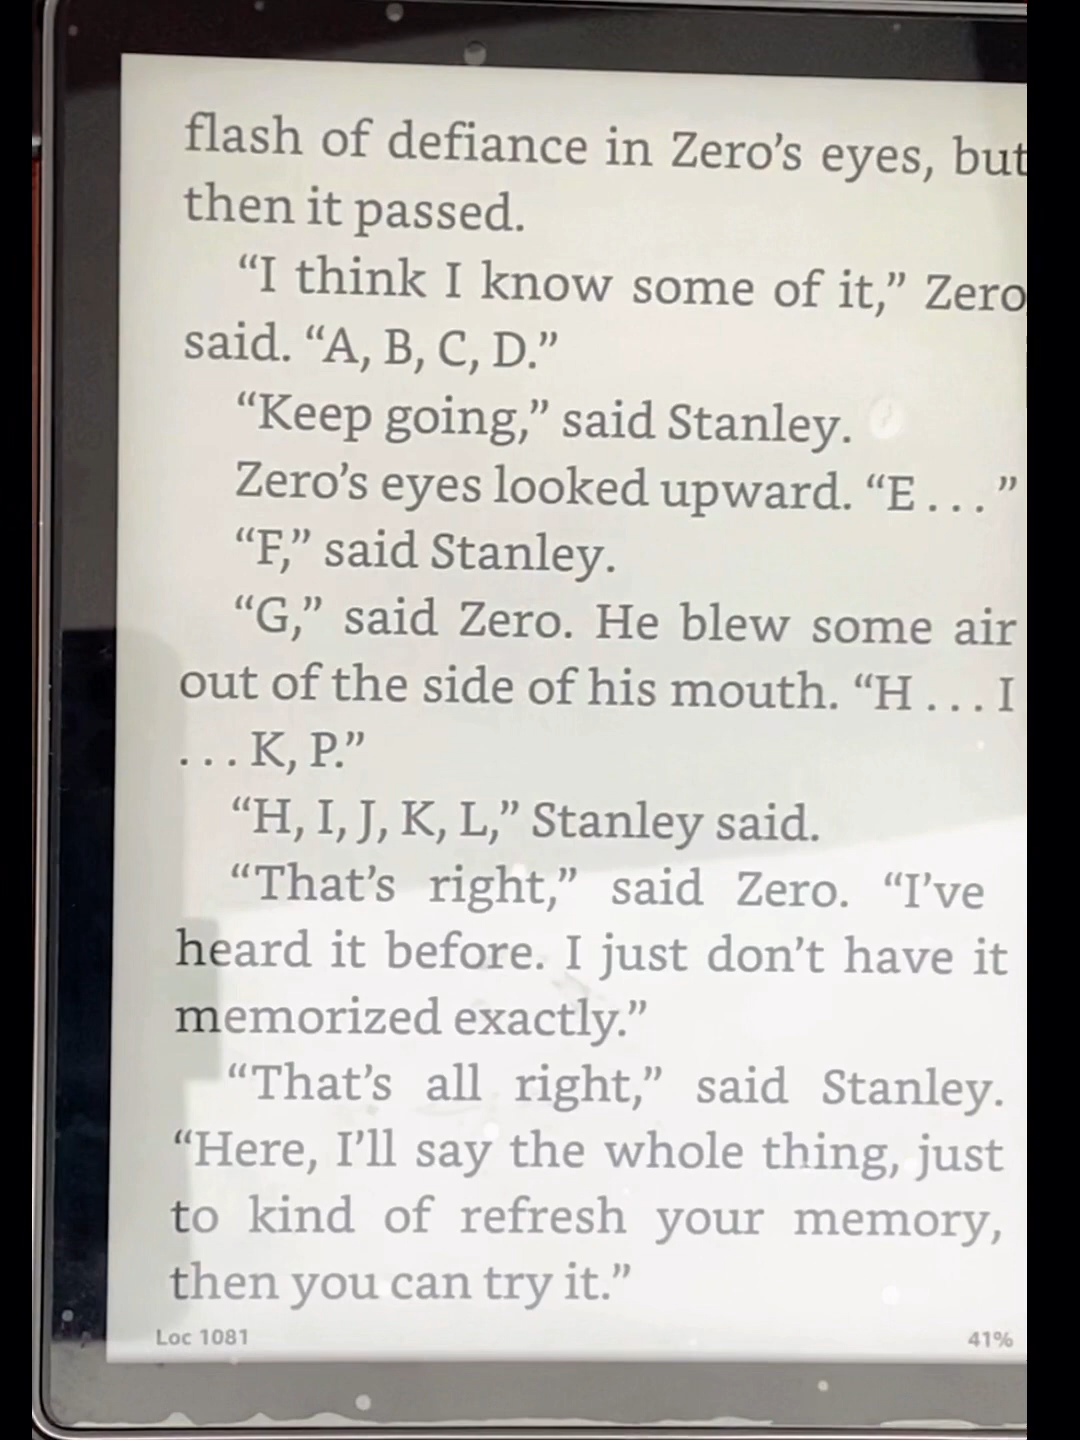 flash of defiance in Zero’s eyes, but
then it passed.
“I think I know some of it,” Zero
said. “A, B, C, D.”
“Keep going,” said Stanley.
Zero’s eyes looked upward. “E . . . ”
“F,” said Stanley.
“G,” said Zero. He blew some air
out of the side of his mouth. “H . . . I
. . . K, P.”
“H, I, J, K, L,” Stanley said.
“That’s right,” said Zero. “I’ve
heard it before. I just don’t have it
memorized exactly.”
“That’s all right,” said Stanley.
“Here, I’ll say the whole thing, just
to kind of refresh your memory,
then you can try it.”
Loc 1081 41%